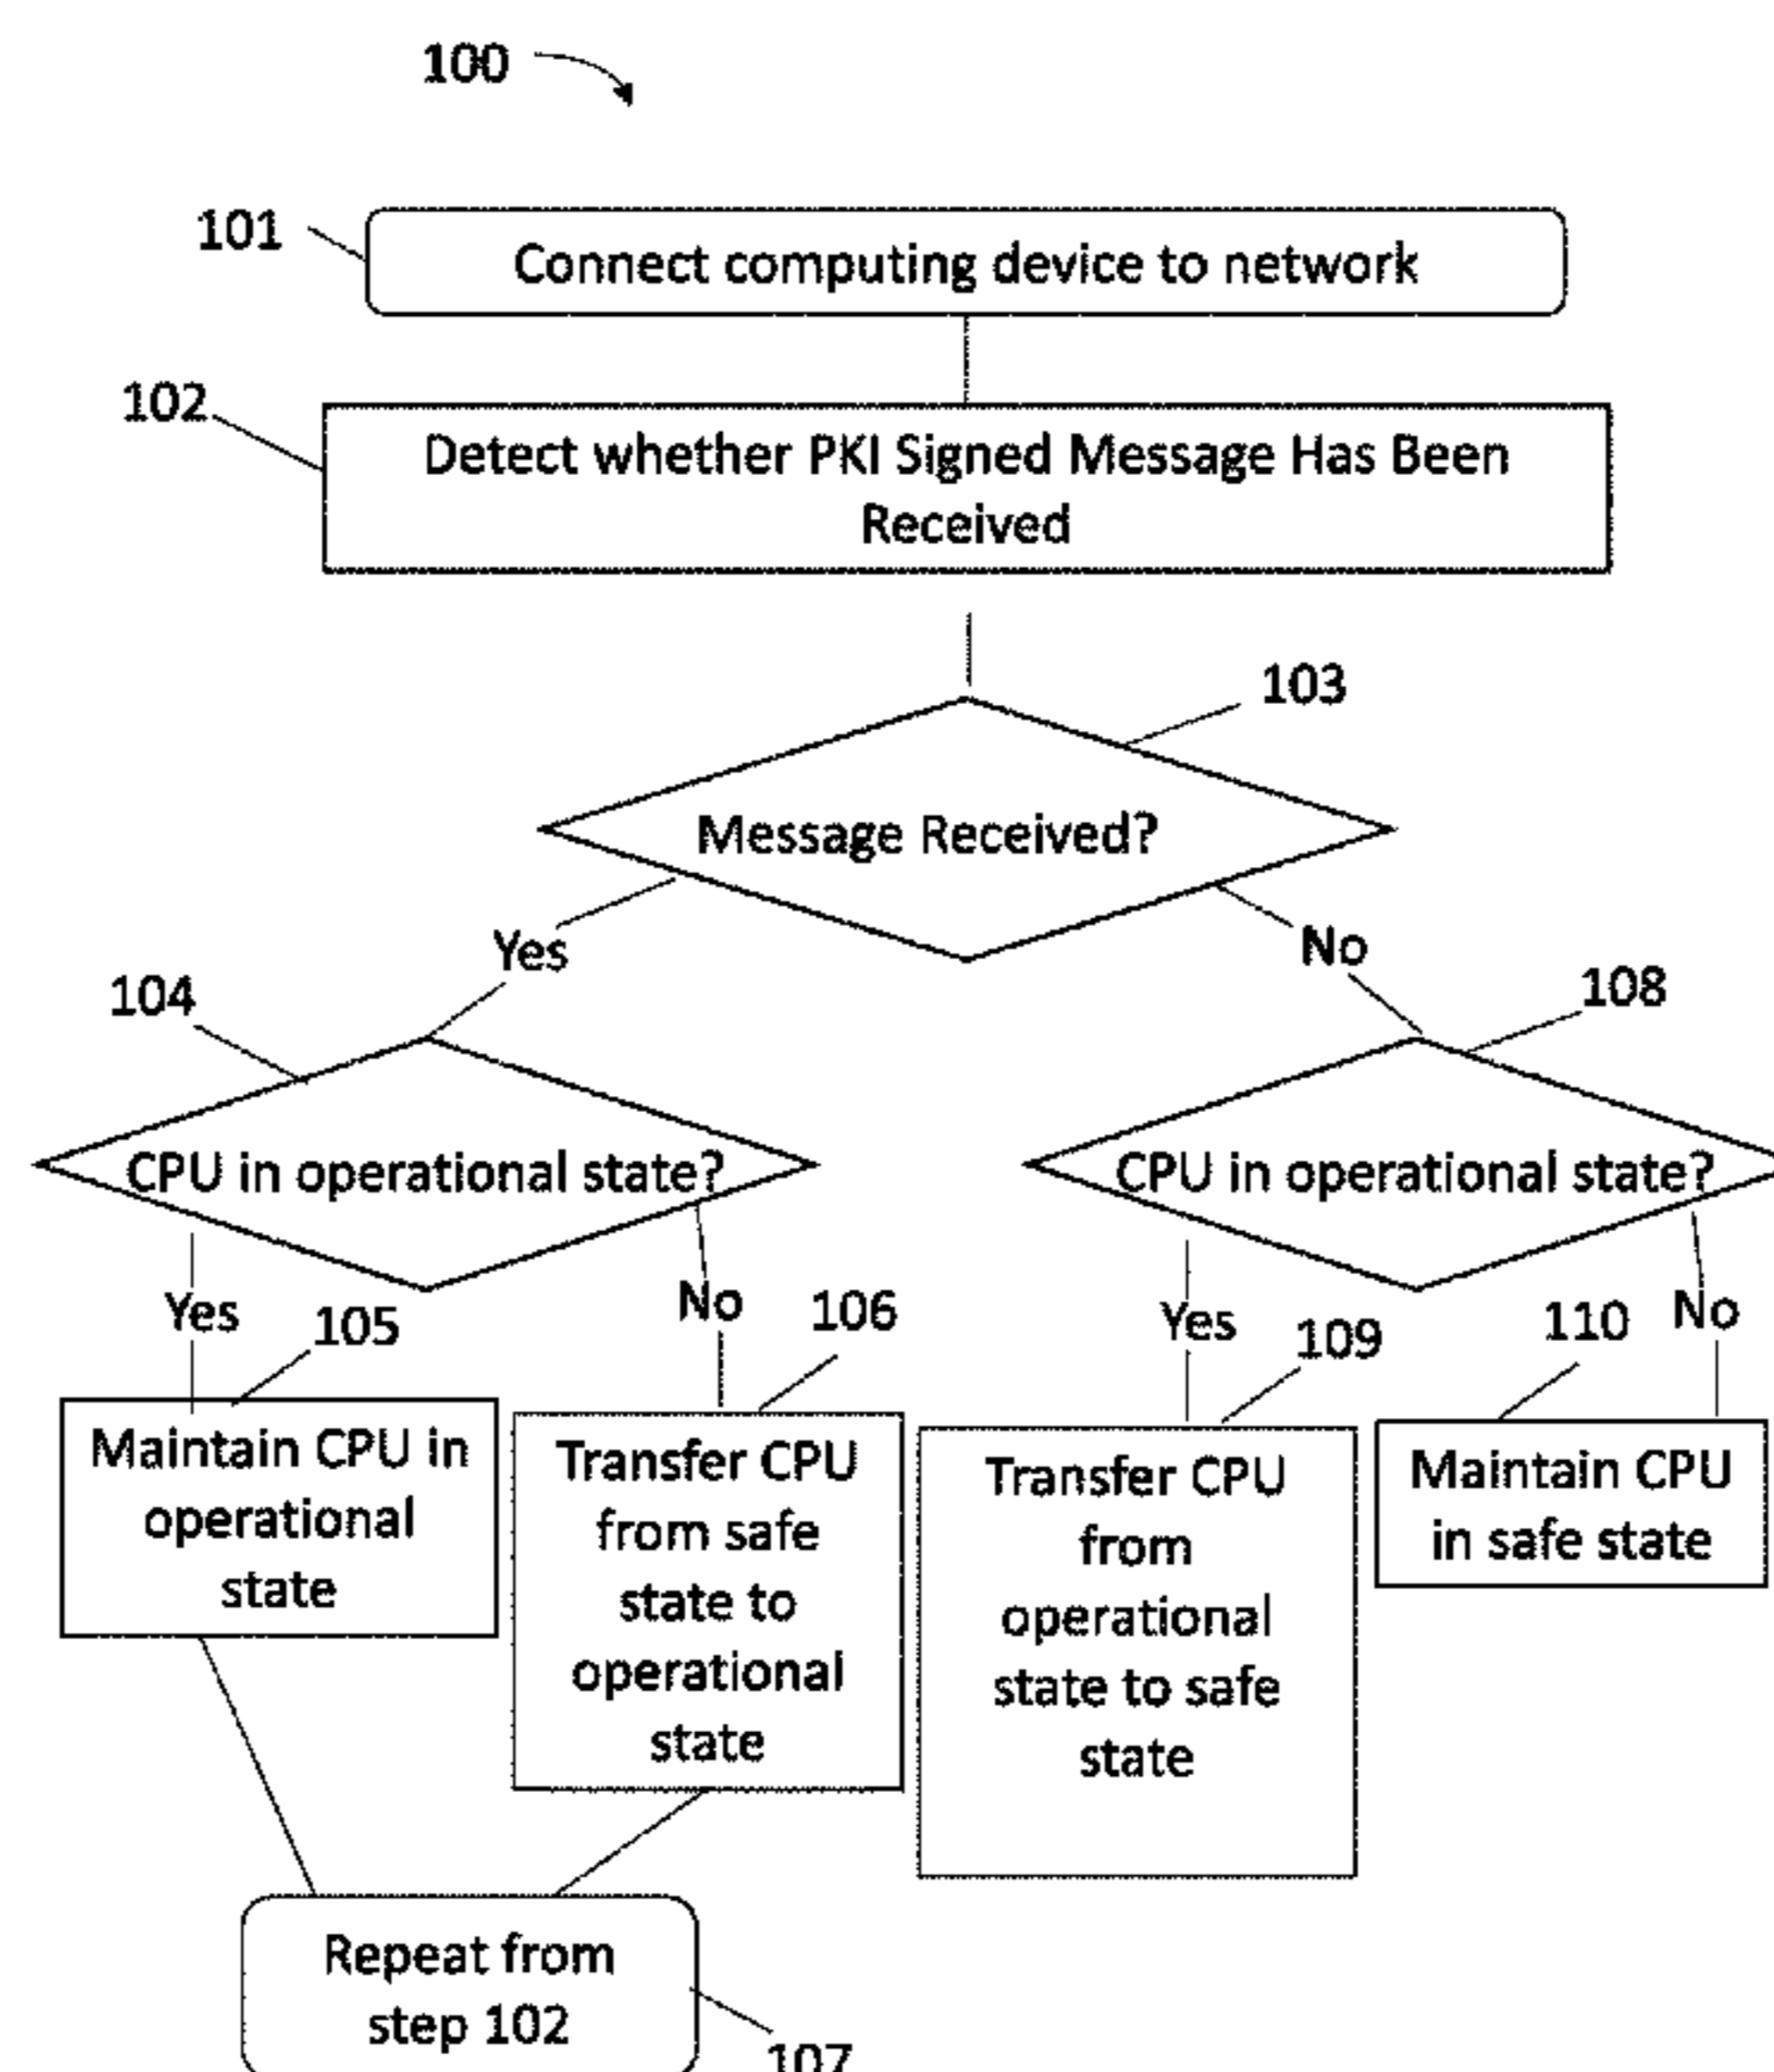 100
101
Connect computing device to network
102
Detect whether PKI Signed Message Has Been
Received
103
Message Received?
Yes
No
104
108
CPU in operational state?
CPU in operational state?
Yes
105
No
106
Yes
109
110
No
Maintain CPU in
operational
state
Transfer CPU
from safe
state to
operational
state
Transfer CPU
from
operational
state to safe
state
Maintain CPU
in safe state
Repeat from
step 102
107